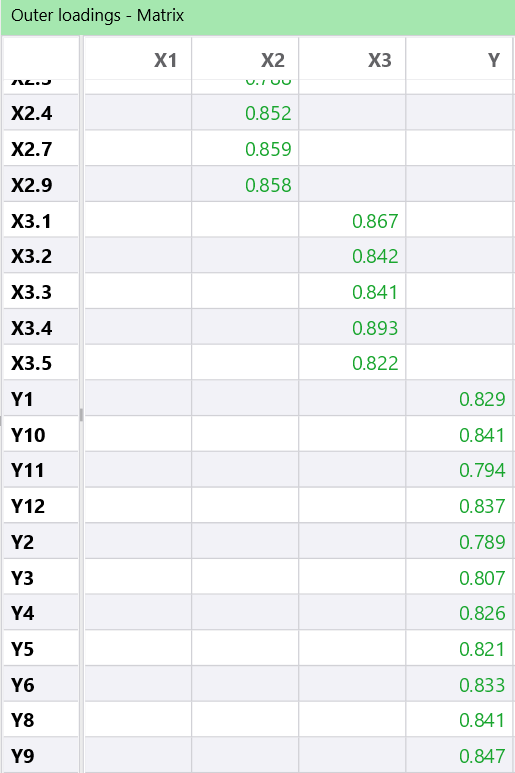 Outer loadings - Matrix
X1 X2 X3 Y
X2.4 0.852
X2.7 0.859
X2.9 0.858
X3.1 0.867
X3.2 0.842
X3.3 0.841
X3.4 0.893
X3.5 0.822
Y1 0.829
Y10 0.841
Y11 0.794
Y12 0.837
Y2 0.789
Y3 0.807
Y4 0.826
Y5 0.821
Y6 0.833
Y8 0.841
Y9 0.847